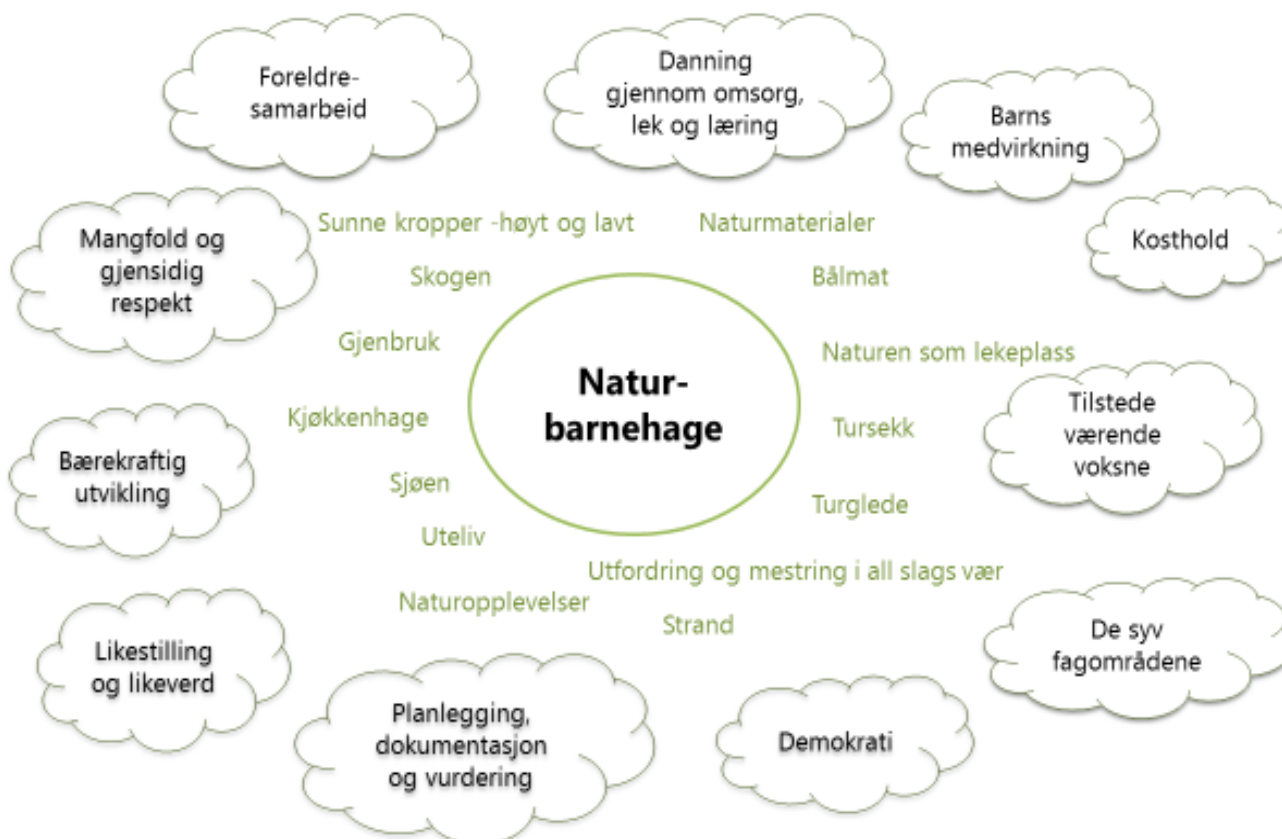 Foreldre-
samarbeid
Danning
gjennom omsorg,
lek og læring
Barns
medvirkning
Mangfold og
gjensidig
respekt
Sunne kropper -høyt og lavt
Naturmaterialer
Kosthold
Skogen
Bålmat
Gjenbruk
Naturen som lekeplass
Natur-
barnehage
Kjøkkenhage
Tursekk
Tilstede
værende
voksne
Bærekraftig
utvikling
Sjøen
Turglede
Uteliv
Utfordring og mestring i all slags vær
Naturopplevelser
Strand
Likestilling
og likeverd
De syv
fagområdene
Planlegging,
dokumentasjon
og vurdering
Demokrati